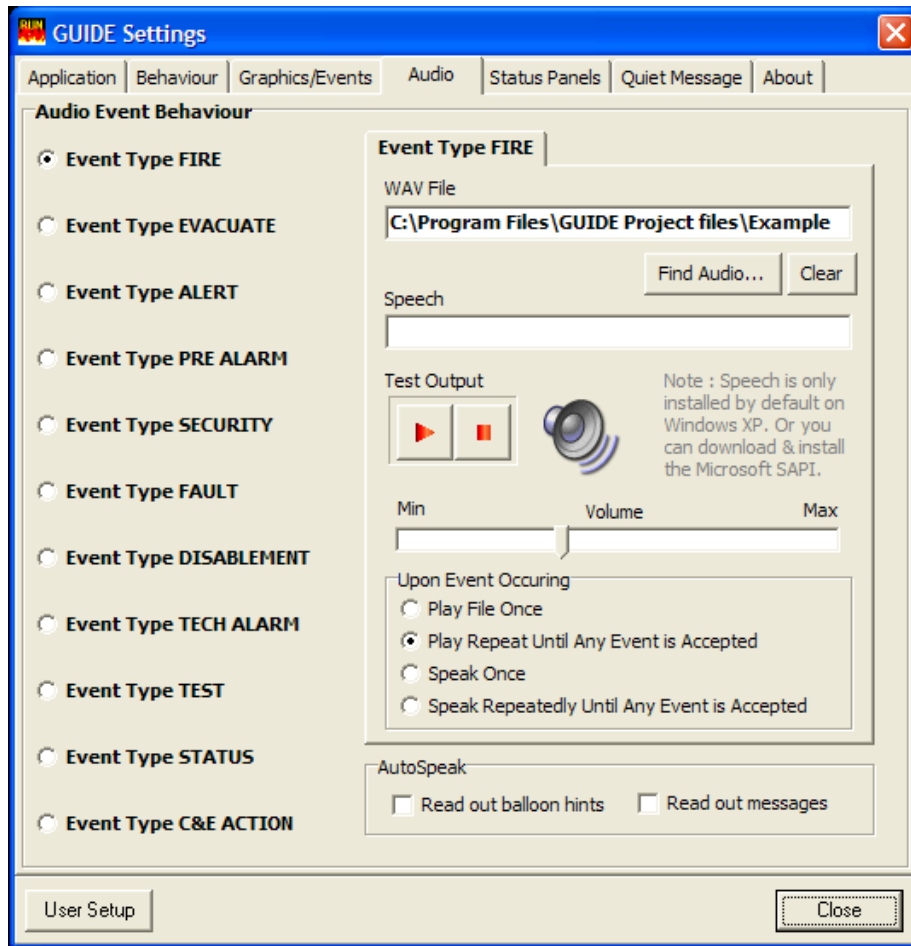 RUN
GUIDE Settings
Application Behaviour Graphics/Events Audio Status Panels Quiet Message About
Audio Event Behaviour
Event Type FIRE
Event Type EVACUATE
Event Type ALERT
Event Type PRE ALARM
Event Type SECURITY
Event Type FAULT
Event Type DISABLEMENT
Event Type TECH ALARM
Event Type TEST
Event Type STATUS
Event Type C&E ACTION
Event Type FIRE
WAV File
C:\Program Files\GUIDE Project files\Example
Find Audio... Clear
Speech
Test Output
Note : Speech is only
installed by default on
Windows XP. Or you
can download & install
the Microsoft SAPI.
Min Volume Max
Upon Event Occuring
Play File Once
Play Repeat Until Any Event is Accepted
Speak Once
Speak Repeatedly Until Any Event is Accepted
AutoSpeak
Read out balloon hints Read out messages
User Setup Close